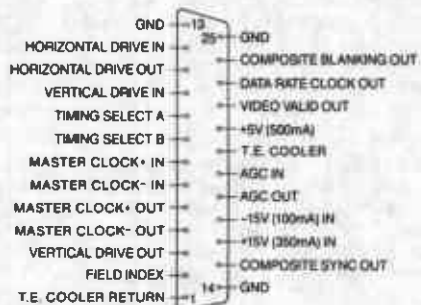 GND 13
25 GND
HORIZONTAL DRIVE IN
COMPOSITE BLANKING OUT
HORIZONTAL DRIVE OUT
DATA RATE CLOCK OUT
VERTICAL DRIVE IN
VIDEO VALID OUT
TIMING SELECT A
+5V (500mA)
TIMING SELECT B
T.E. COOLER
MASTER CLOCK+ IN
AGC IN
MASTER CLOCK- IN
AGC OUT
MASTER CLOCK+ OUT
-15V (100mA) IN
MASTER CLOCK- OUT
+15V (350mA) IN
VERTICAL DRIVE OUT
COMPOSITE SYNC OUT
FIELD INDEX
14 GND
T.E. COOLER RETURN 1